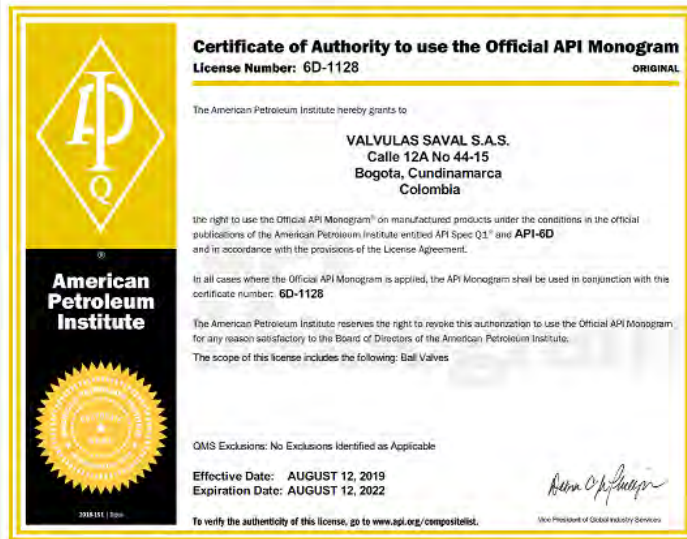 Certificate of Authority to use the Official API Monogram
License Number: 6D-1128
ORIGINAL
The American Petroleum Institute hereby grants to
VALVULAS SAVAL S.A.S.
Calle 12A No 44-15
Bogota, Cundinamarca
Colombia
the right to use the Official API Monogram® on manufactured products under the conditions in the official
publications of the American Petroleum Institute entitled API Spec Q1® and API-6D
and in accordance with the provisions of the License Agreement.
In all cases where the Official API Monogram is applied, the API Monogram shall be used in conjunction with this
certificate number: 6D-1128
The American Petroleum Institute reserves the right to revoke this authorization to use the Official API Monogram
for any reason satisfactory to the Board of Directors of the American Petroleum Institute.
The scope of this license includes the following: Ball Valves
QMS Exclusions: No Exclusions Identified as Applicable
Effective Date: AUGUST 12, 2019
Expiration Date: AUGUST 12, 2022
To verify the authenticity of this license, go to www.api.org/compositelist.
Vice President of Global Industry Services
API
Q
®
American
Petroleum
Institute
2018-151 |